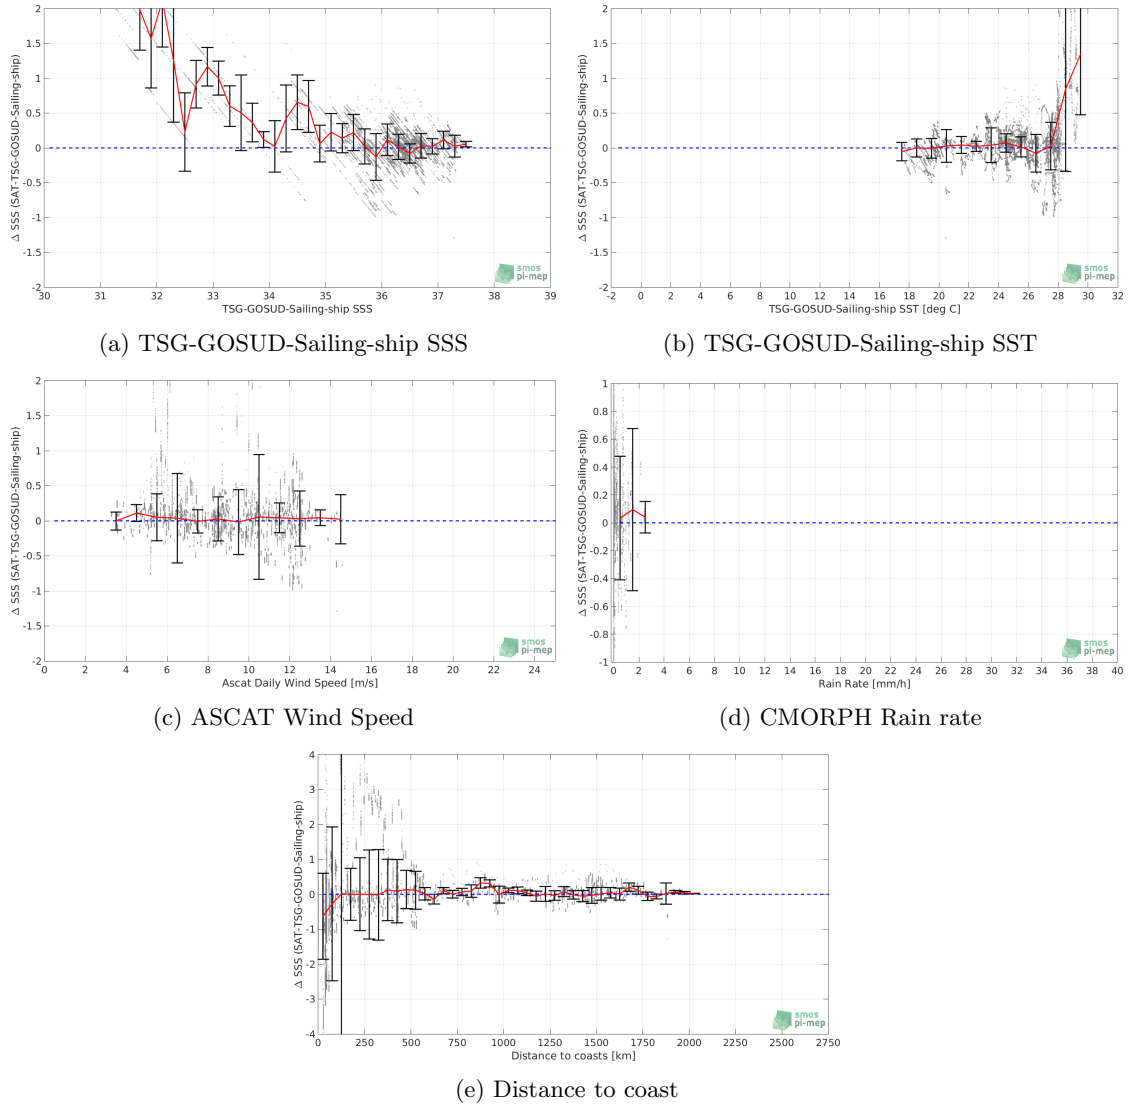 2
1.5
1
0.5
0
-0.5
-1
-1.5
-2
Δ SSS (SAT-TSG-GOSUD-Sailing-ship)
30 31 32 33 34 35 36 37 38 39
TSG-GOSUD-Sailing-ship SSS
smos
pi-mep
(a) TSG-GOSUD-Sailing-ship SSS
2
1.5
1
0.5
0
-0.5
-1
-1.5
-2
Δ SSS (SAT-TSG-GOSUD-Sailing-ship)
-2 0 2 4 6 8 10 12 14 16 18 20 22 24 26 28 30 32
TSG-GOSUD-Sailing-ship SST [deg C]
smos
pi-mep
(b) TSG-GOSUD-Sailing-ship SST
2
1.5
1
0.5
0
-0.5
-1
-1.5
-2
Δ SSS (SAT-TSG-GOSUD-Sailing-ship)
0 2 4 6 8 10 12 14 16 18 20 22 24
Ascat Daily Wind Speed [m/s]
smos
pi-mep
(c) ASCAT Wind Speed
1
0.8
0.6
0.4
0.2
0
-0.2
-0.4
-0.6
-0.8
-1
Δ SSS (SAT-TSG-GOSUD-Sailing-ship)
0 2 4 6 8 10 12 14 16 18 20 22 24 26 28 30 32 34 36 38 40
Rain Rate [mm/h]
smos
pi-mep
(d) CMORPH Rain rate
4
3
2
1
0
-1
-2
-3
-4
Δ SSS (SAT-TSG-GOSUD-Sailing-ship)
0 250 500 750 1000 1250 1500 1750 2000 2250 2500 2750
Distance to coasts [km]
smos
pi-mep
(e) Distance to coast